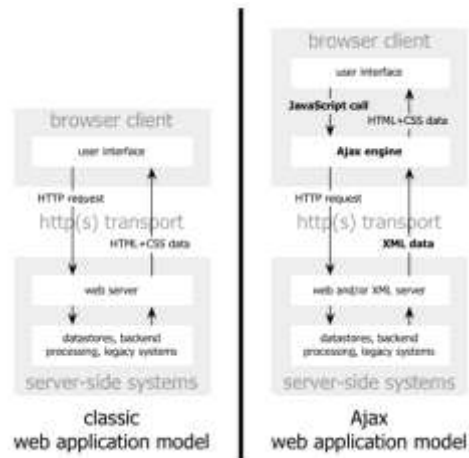 browser client
user interface
HTTP request
http(s) transport
HTML+CSS data
web server
datastores, backend
processing, legacy systems
server-side systems
classic
web application model
browser client
user interface
JavaScript call
HTML+CSS data
Ajax engine
HTTP request
http(s) transport
XML data
web and/or XML server
datastores, backend
processing, legacy systems
server-side systems
Ajax
web application model